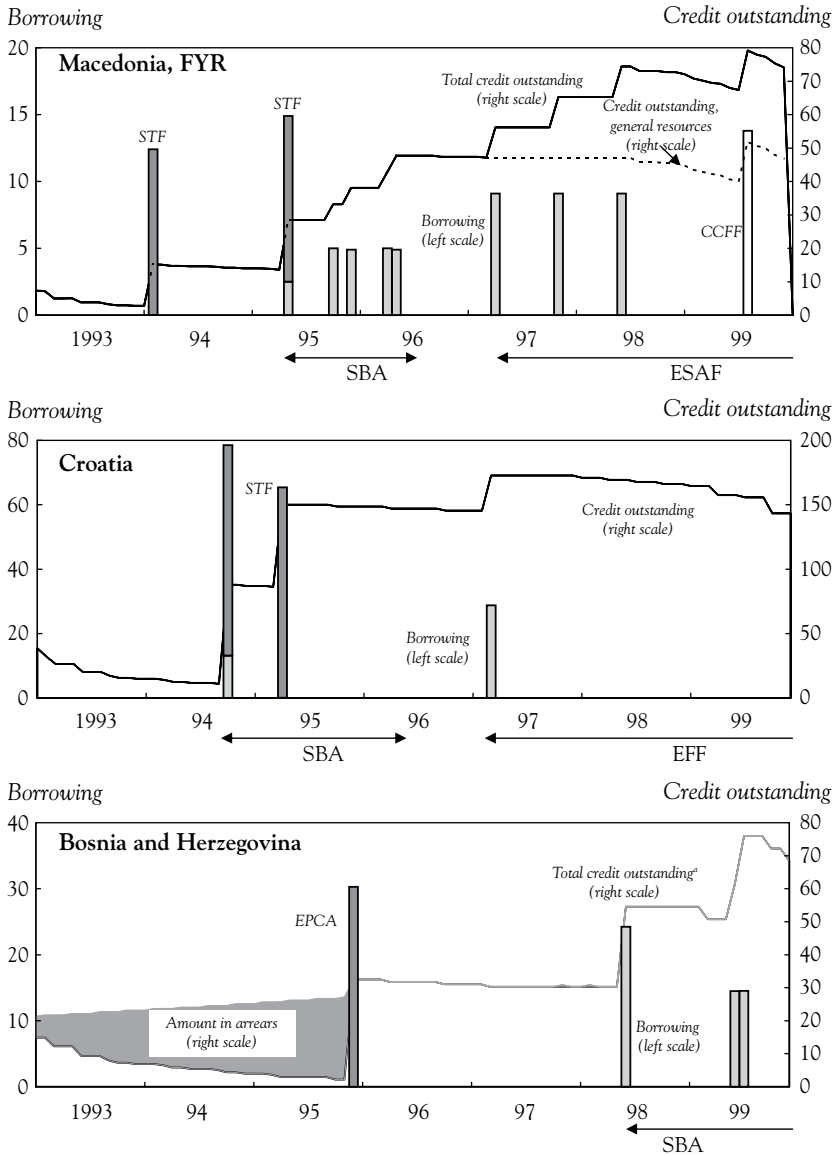 Borrowing Credit outstanding
Macedonia, FYR
20 80
70
15 60
50
10 40
30
5 20
10
0 0
STF
STF
Total credit outstanding
(right scale)
Credit outstanding,
general resources
(right scale)
Borrowing
(left scale)
CCFF
1993 94 95 96 97 98 99
SBA ESAF
Borrowing Credit outstanding
Croatia
80 200
60 150
40 100
20 50
0 0
STF
Credit outstanding
(right scale)
Borrowing
(left scale)
1993 94 95 96 97 98 99
SBA EFF
Borrowing Credit outstanding
Bosnia and Herzegovina
40 80
70
30 60
50
20 40
30
10 20
10
0 0
Total credit outstandingᵃ
(right scale)
EPCA
Amount in arrears
(right scale)
Borrowing
(left scale)
1993 94 95 96 97 98 99
SBA